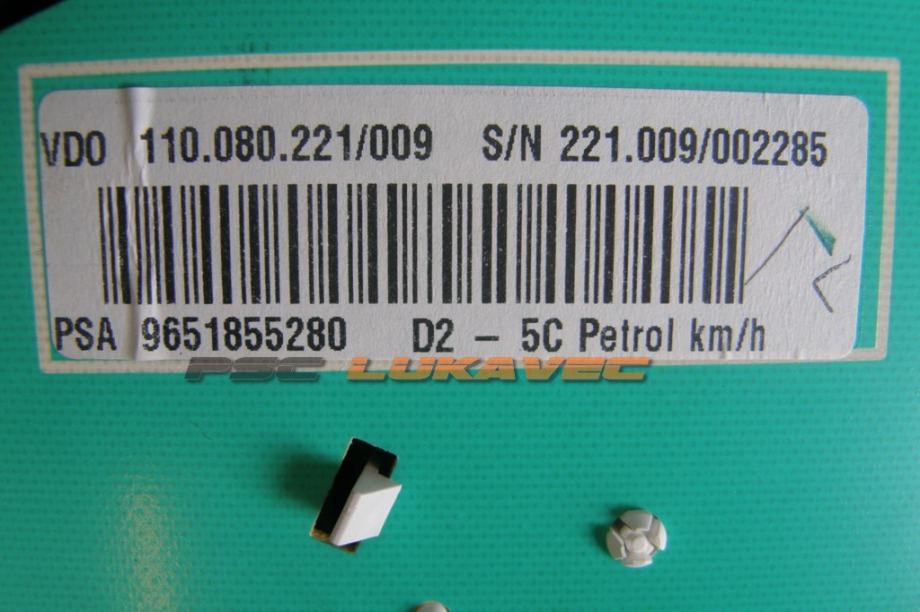 VDO 110.080.221/009 S/N 221.009/002285
PSA 9651855280 D2 - 5C Petrol km/h
PSC LUKAVEC